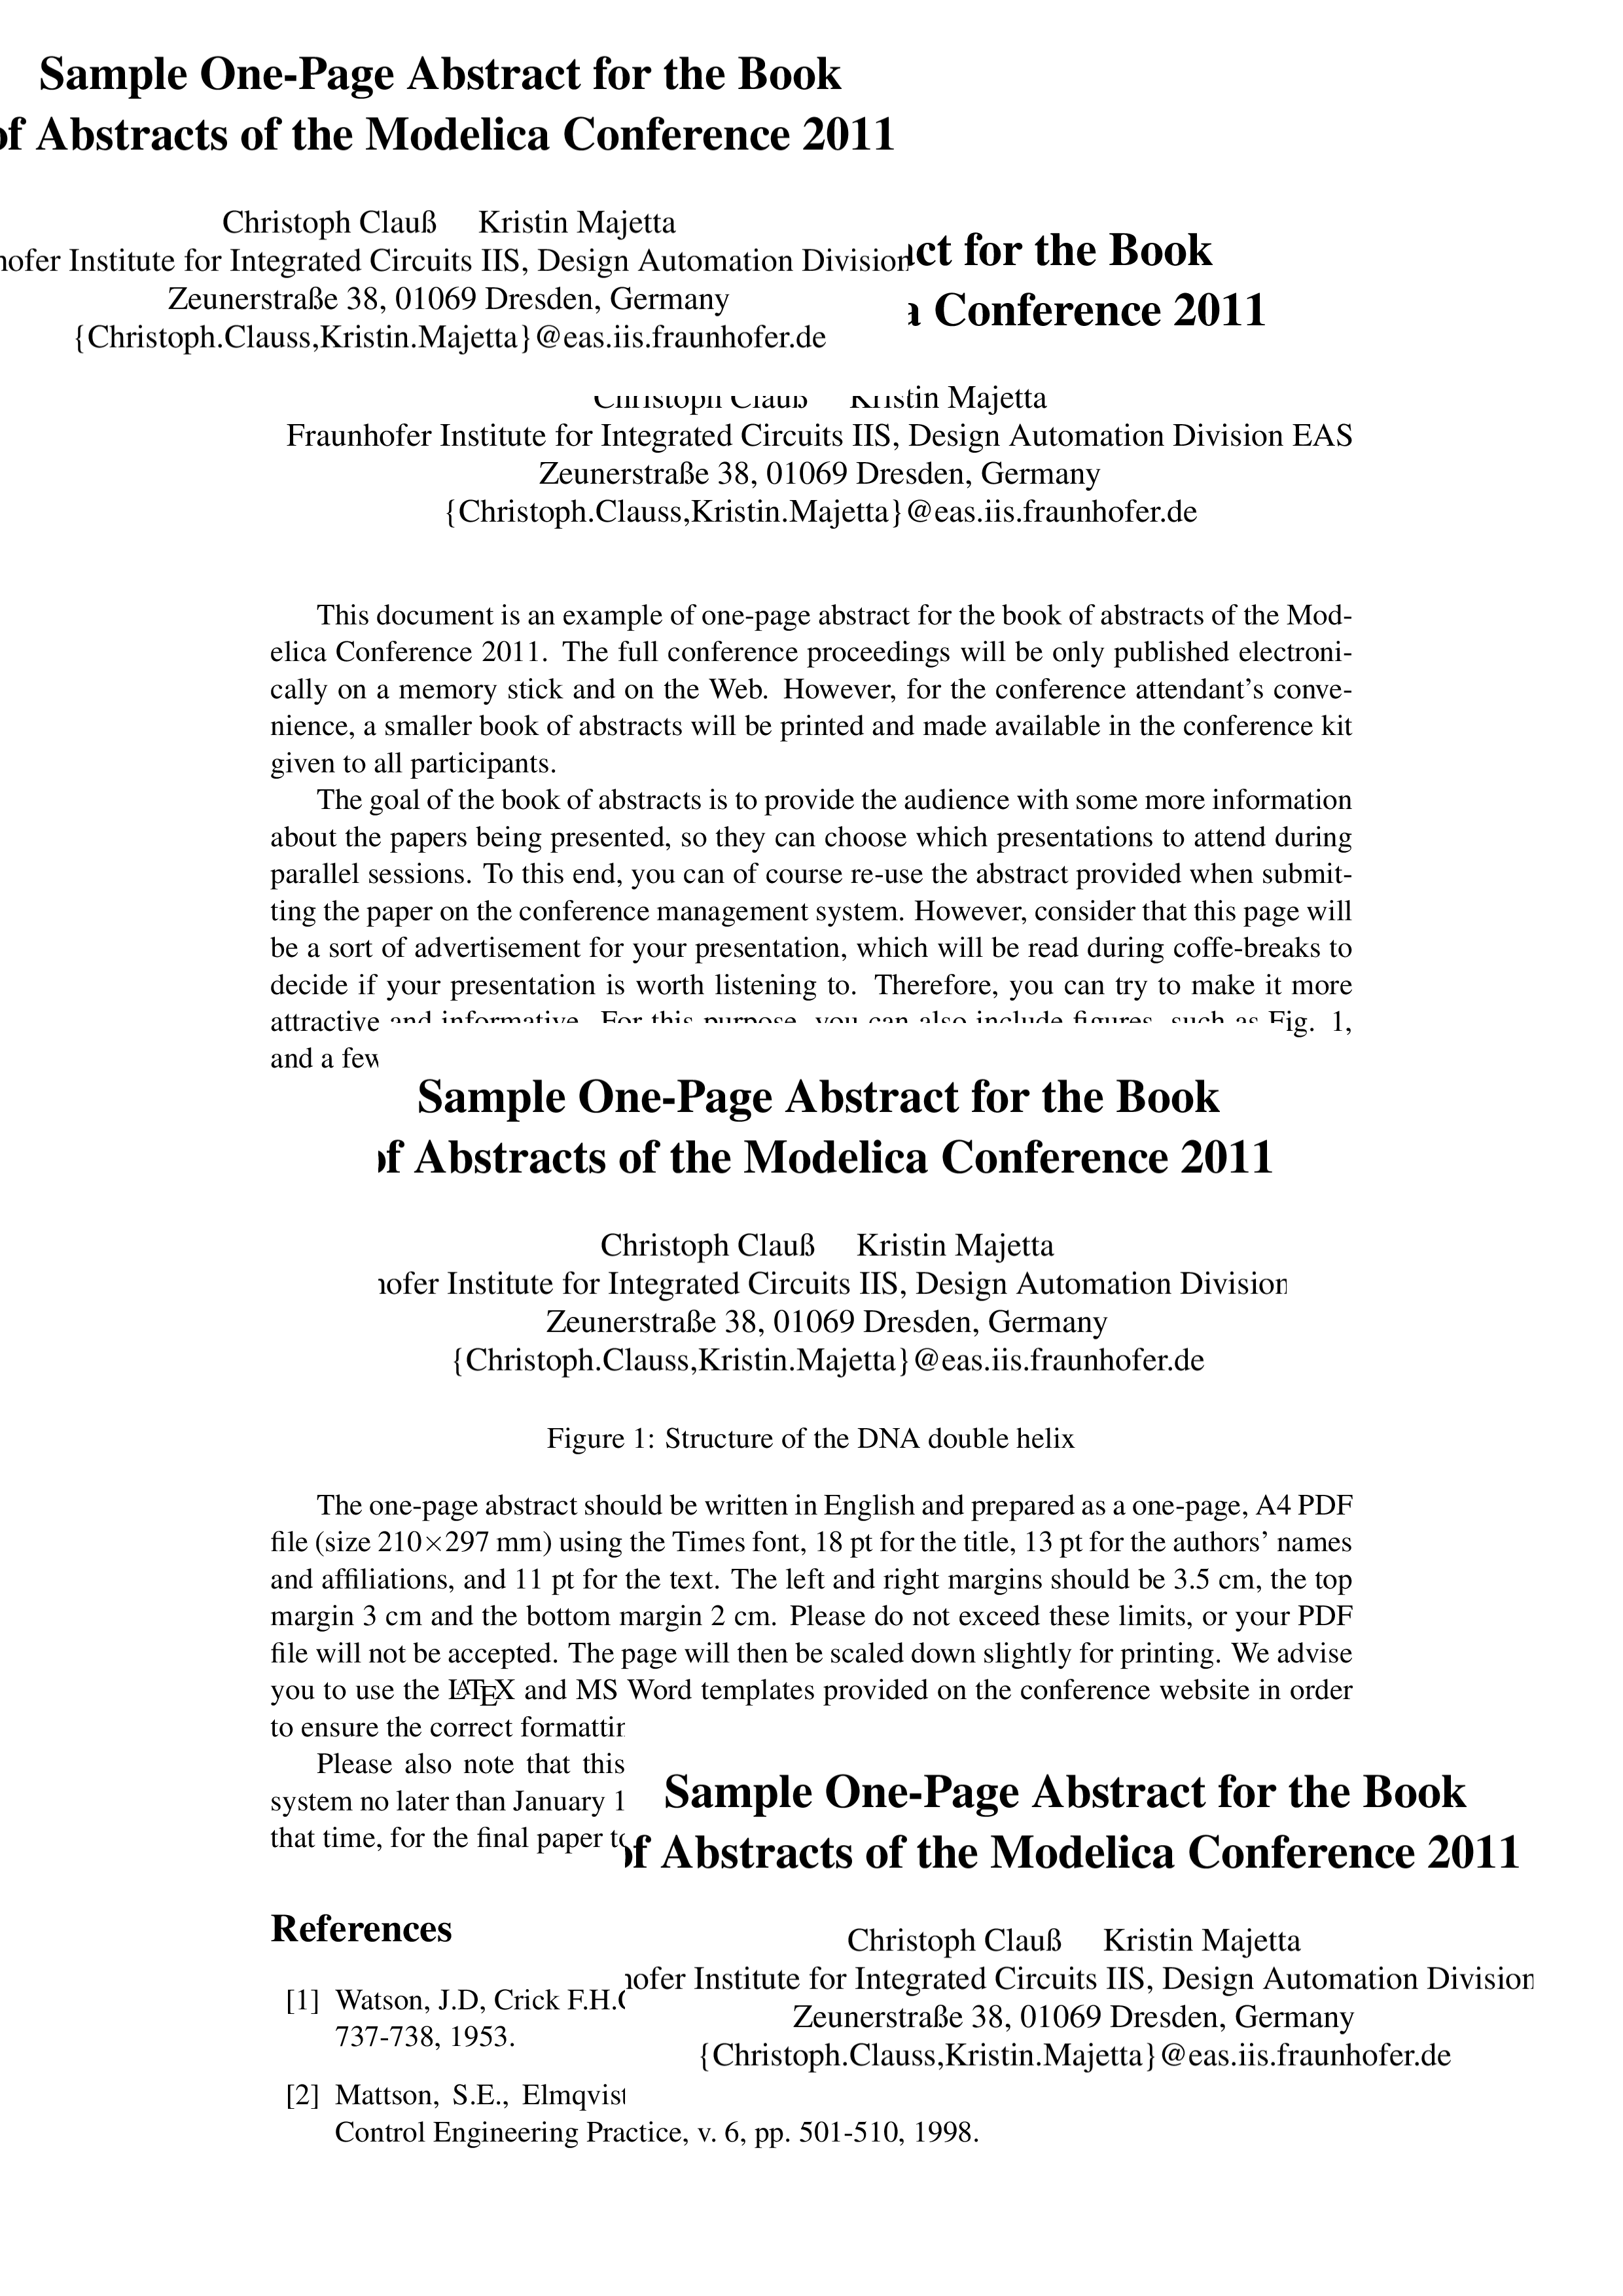 Sample One-Page Abstract for the Book
of Abstracts of the Modelica Conference 2011
Christoph Clauß Kristin Majetta
Institute for Integrated Circuits IIS, Design Automation Division
Zeunerstraße 38, 01069 Dresden, Germany
{Christoph.Clauss,Kristin.Majetta}@eas.iis.fraunhofer.de
for the Book
Conference 2011
Christoph Clauß Kristin Majetta
Fraunhofer Institute for Integrated Circuits IIS, Design Automation Division EAS
Zeunerstraße 38, 01069 Dresden, Germany
{Christoph.Clauss,Kristin.Majetta}@eas.iis.fraunhofer.de
This document is an example of one-page abstract for the book of abstracts of the Mod-
elica Conference 2011. The full conference proceedings will be only published electroni-
cally on a memory stick and on the Web. However, for the conference attendant's conve-
nience, a smaller book of abstracts will be printed and made available in the conference kit
given to all participants.
The goal of the book of abstracts is to provide the audience with some more information
about the papers being presented, so they can choose which presentations to attend during
parallel sessions. To this end, you can of course re-use the abstract provided when submit-
ting the paper on the conference management system. However, consider that this page will
be a sort of advertisement for your presentation, which will be read during coffe-breaks to
decide if your presentation is worth listening to. Therefore, you can try to make it more
attractive and informative. For this purpose, you can also include figures, such as Fig. 1,
and a few
Sample One-Page Abstract for the Book
of Abstracts of the Modelica Conference 2011
Christoph Clauß Kristin Majetta
Institute for Integrated Circuits IIS, Design Automation Division
Zeunerstraße 38, 01069 Dresden, Germany
{Christoph.Clauss,Kristin.Majetta}@eas.iis.fraunhofer.de
Figure 1: Structure of the DNA double helix
The one-page abstract should be written in English and prepared as a one-page, A4 PDF
file (size 210×297 mm) using the Times font, 18 pt for the title, 13 pt for the authors' names
and affiliations, and 11 pt for the text. The left and right margins should be 3.5 cm, the top
margin 3 cm and the bottom margin 2 cm. Please do not exceed these limits, or your PDF
file will not be accepted. The page will then be scaled down slightly for printing. We advise
you to use the LATEX and MS Word templates provided on the conference website in order
to ensure the correct
Please also note that this
system no later than January 1
that time, for the final paper
Sample One-Page Abstract for the Book
of Abstracts of the Modelica Conference 2011
Christoph Clauß Kristin Majetta
Institute for Integrated Circuits IIS, Design Automation Division
Zeunerstraße 38, 01069 Dresden, Germany
{Christoph.Clauss,Kristin.Majetta}@eas.iis.fraunhofer.de
References
[1] Watson, J.D, Crick
737-738, 1953.
[2] Mattson, S.E., Elmqvist
Control Engineering Practice, v. 6, pp. 501-510, 1998.